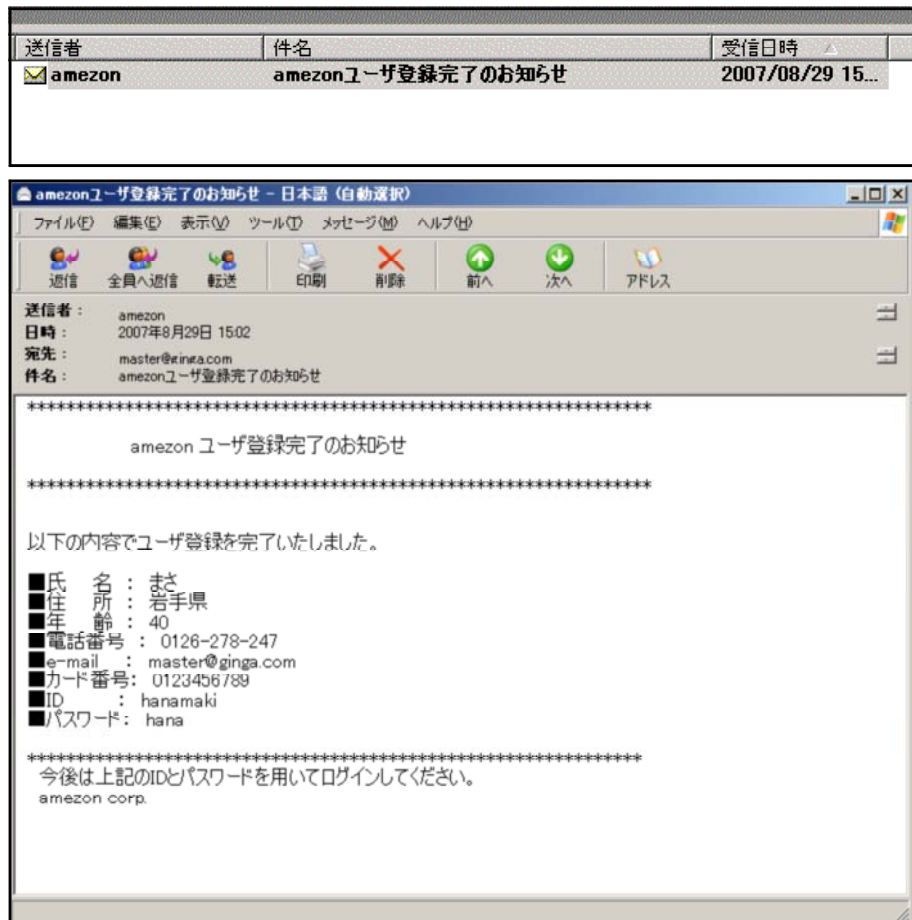 送信者 件名 受信日時
amezon amezonユーザ登録完了のお知らせ 2007/08/29 15...
amezonユーザ登録完了のお知らせ - 日本語 (自動選択)
ファイル(F) 編集(E) 表示(V) ツール(T) メッセージ(M) ヘルプ(H)
返信 全員へ返信 転送 印刷 削除 前へ 次へ アドレス
送信者: amezon
日時: 2007年8月29日 15:02
宛先: master@ginga.com
件名: amezonユーザ登録完了のお知らせ
***************************************************************
amezon ユーザ登録完了のお知らせ
***************************************************************
以下の内容でユーザ登録を完了いたしました。
■氏 名 : まさ
■住 所 : 岩手県
■年 齢 : 40
■電話番号 : 0126-278-247
■e-mail : master@ginga.com
■カード番号: 0123456789
■ID : hanamaki
■パスワード: hana
**************************************************************
今後は上記のIDとパスワードを用いてログインしてください。
amezon corp.